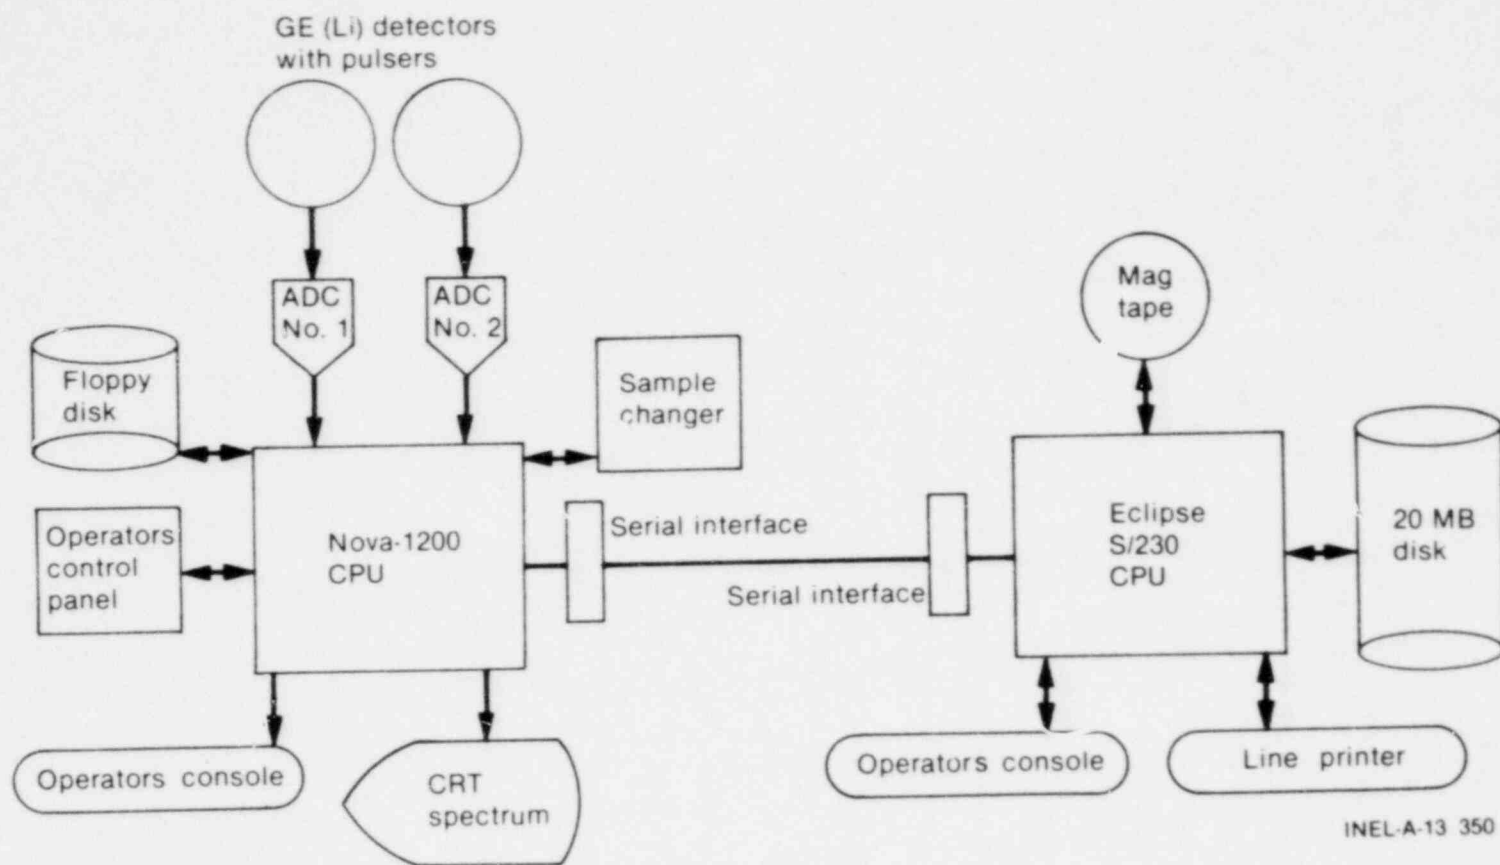 GE (Li) detectors
with pulsers
ADC
No. 1
ADC
No. 2
Floppy
disk
Sample
changer
Operators
control
panel
Nova-1200
CPU
Serial interface
Serial interface
Mag
tape
Eclipse
S/230
CPU
20 MB
disk
Operators console
CRT
spectrum
Operators console
Line printer
INEL-A-13 350